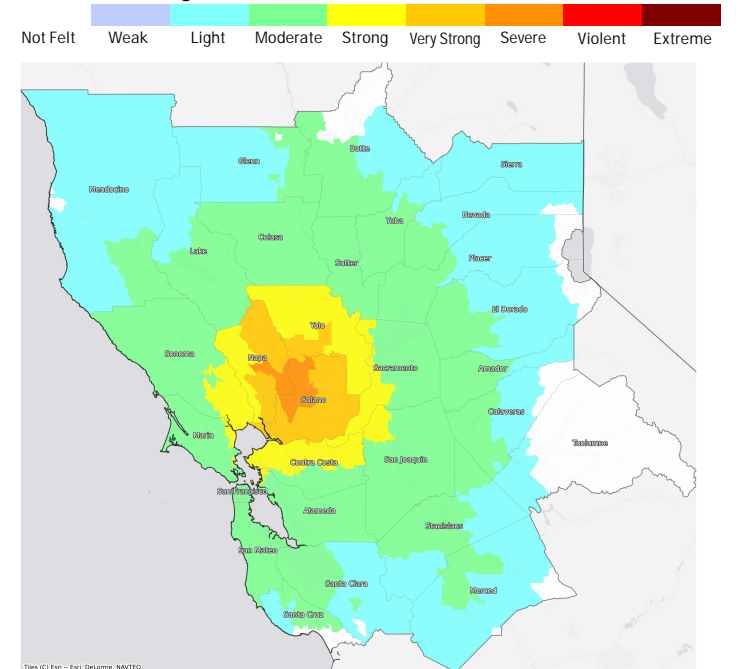 Not Felt Weak Light Moderate Strong Very Strong Severe Violent Extreme
Butte
Glenn
Sierra
Mendocino
Nevada
Yuba
Colusa
Lake
Placer
Sutter
El Dorado
Yolo
Sonoma
Napa
Sacramento
Amador
Solano
Calaveras
Marin
Tuolumne
San Joaquin
Contra Costa
San Francisco
Alameda
Stanislaus
San Mateo
Santa Clara
Merced
Santa Cruz
Tiles (C) Esri -- Esri, DeLorme, NAVTEQ